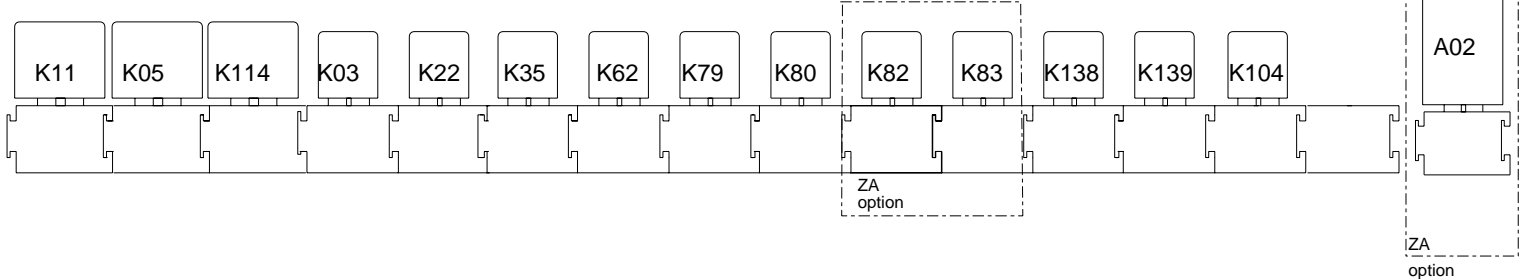 K11 K05 K114 K03 K22 K35 K62 K79 K80 K82 K83 K138 K139 K104 A02
ZA
option
ZA
option